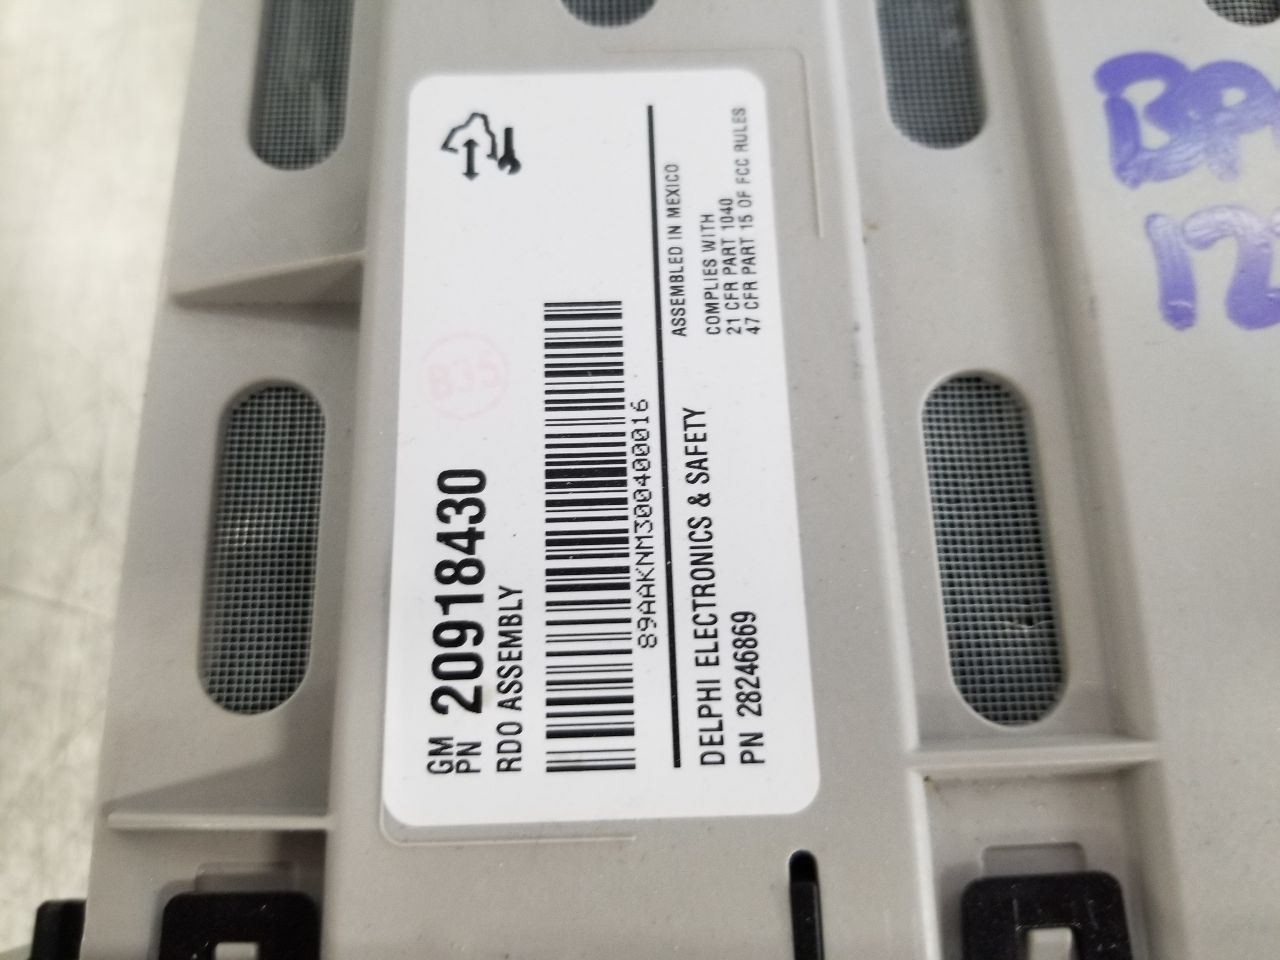 GM
PN 20918430
RDO ASSEMBLY
89AAKNM300400016
ASSEMBLED IN MEXICO
DELPHI ELECTRONICS & SAFETY
PN 28246869
COMPLIES WITH
21 CFR PART 1040
47 CFR PART 15 OF FCC RULES
B35